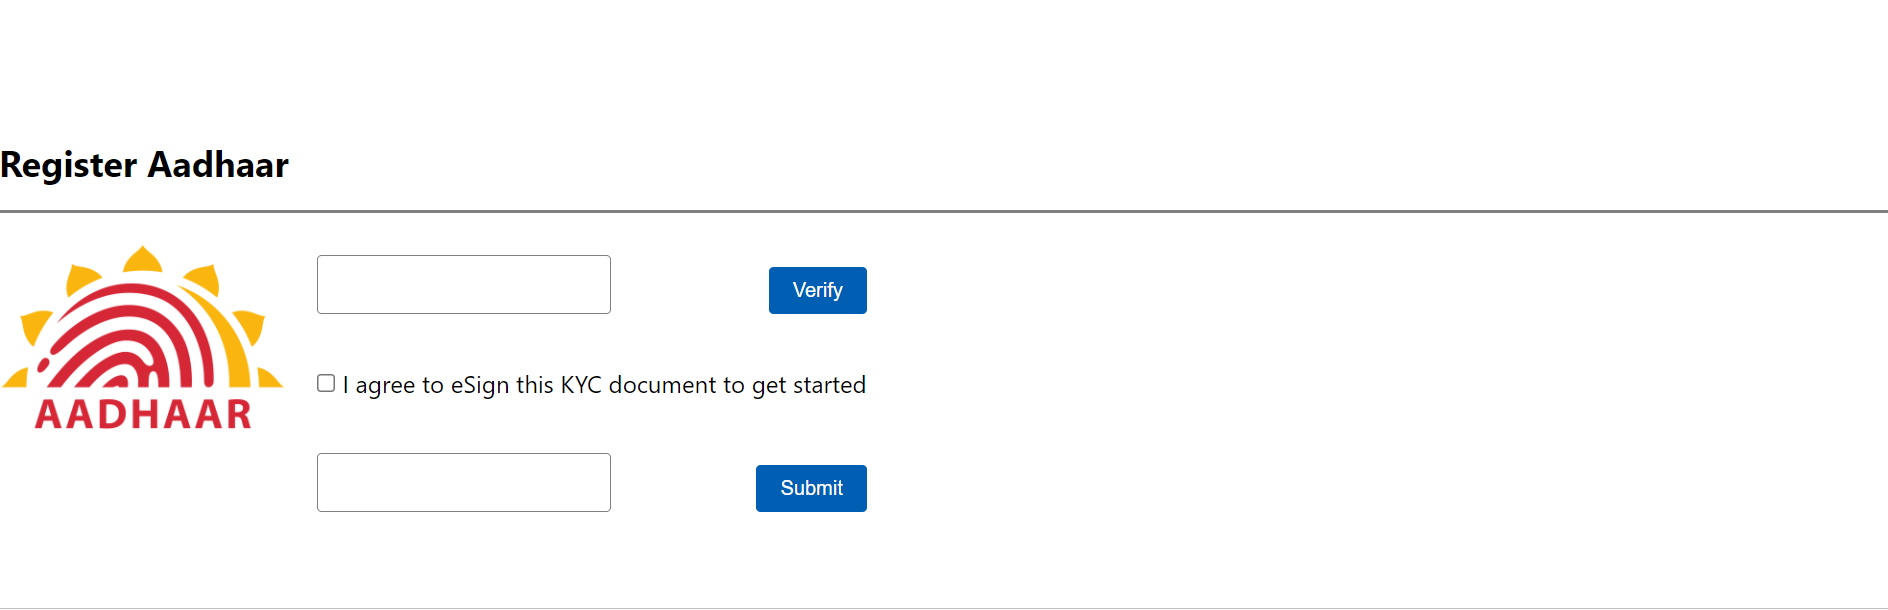 Register Aadhaar
AADHAAR
Verify
I agree to eSign this KYC document to get started
Submit